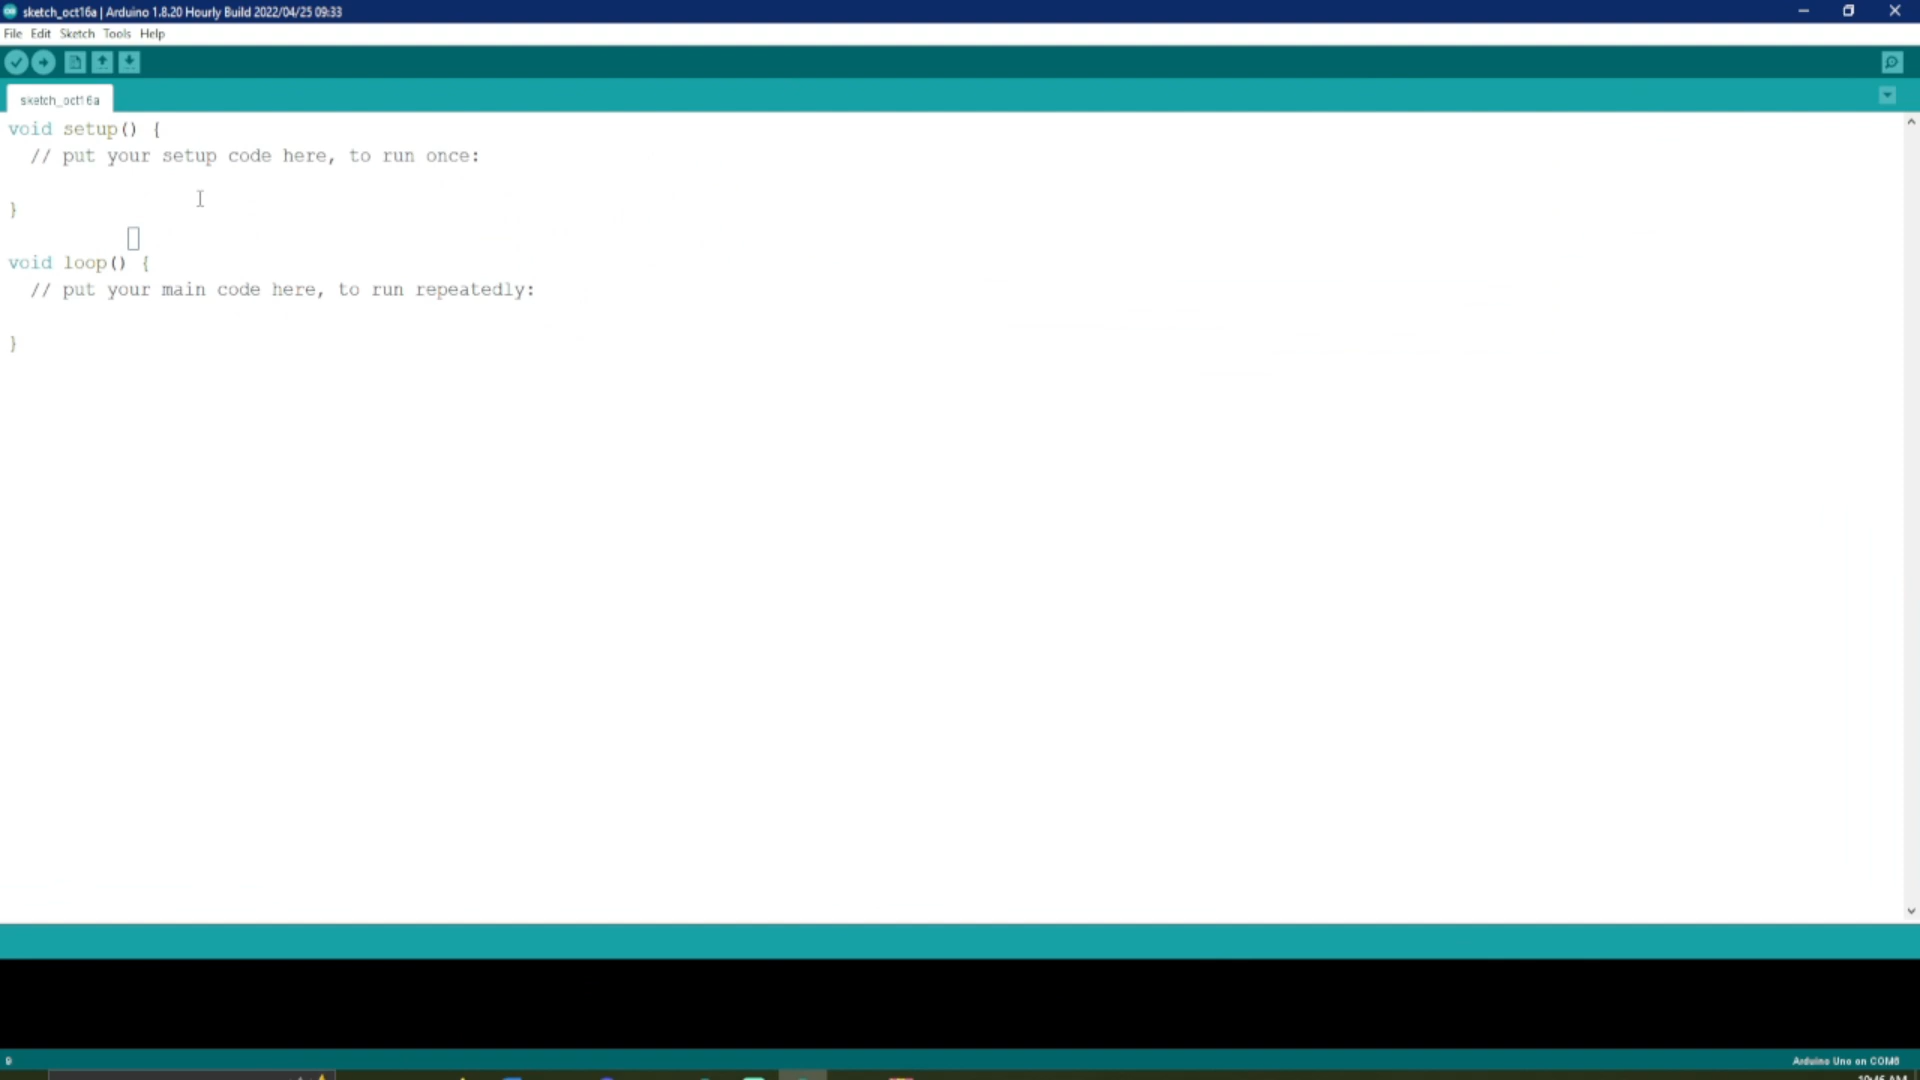 sketch_oct16a | Arduino 1.8.20 Hourly Build 2022/04/25 09:33
File Edit Sketch Tools Help
sketch_oct16a
void setup() {
// put your setup code here, to run once:
}
void loop() {
// put your main code here, to run repeatedly:
}
9
Arduino Uno on COM6